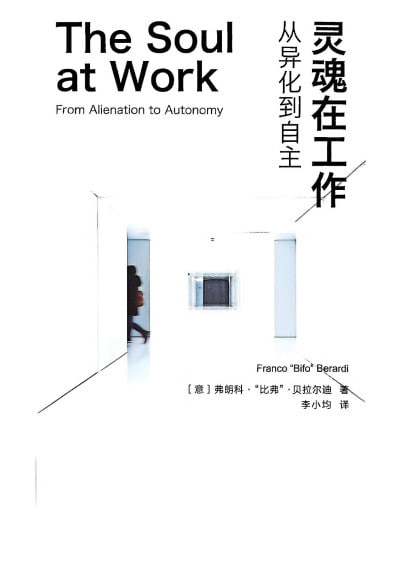 The Soul
at Work
From Alienation to Autonomy
灵魂在工作
从异化到自主
Franco “Bifo” Berardi
［意］弗朗科·“比弗”·贝拉尔迪 著
李小均 译